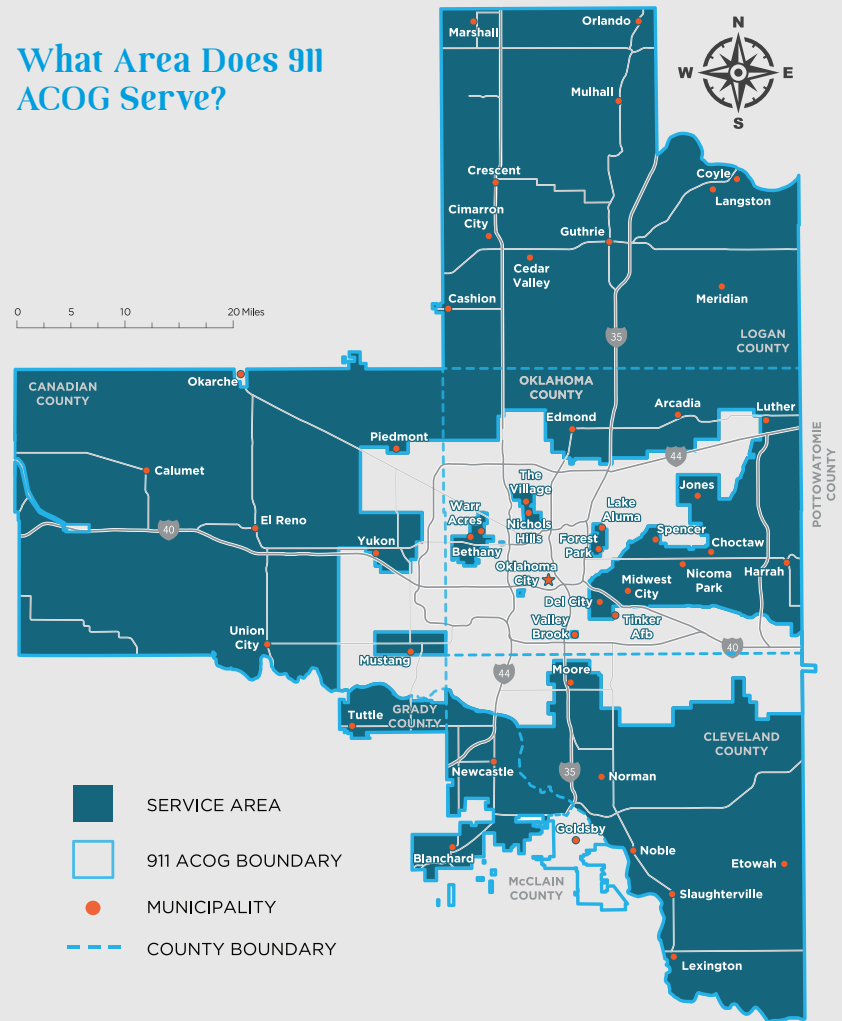 What Area Does 911
ACOG Serve?
N
W
E
S
Marshall
Orlando
Mulhall
Crescent
Coyle
Langston
Cimarron
City
Guthrie
Cedar
Valley
Meridian
Cashion
0
5
10
20 Miles
35
LOGAN
COUNTY
CANADIAN
COUNTY
Okarche
OKLAHOMA
COUNTY
Edmond
Arcadia
Luther
Piedmont
44
POTTOWATOMIE
COUNTY
Calumet
The
Village
Jones
Warr
Acres
Nichols
Hills
Lake
Aluma
El Reno
40
Yukon
Bethany
Forest
Park
Spencer
Choctaw
Oklahoma
City
Midwest
City
Nicoma
Park
Harrah
Del City
Tinker
Afb
Valley
Brook
Union
City
Mustang
40
44
Moore
Tuttle
GRADY
COUNTY
CLEVELAND
COUNTY
Newcastle
35
Norman
SERVICE AREA
Goldsby
911 ACOG BOUNDARY
Blanchard
Noble
Etowah
McCLAIN
COUNTY
Slaughterville
MUNICIPALITY
COUNTY BOUNDARY
Lexington